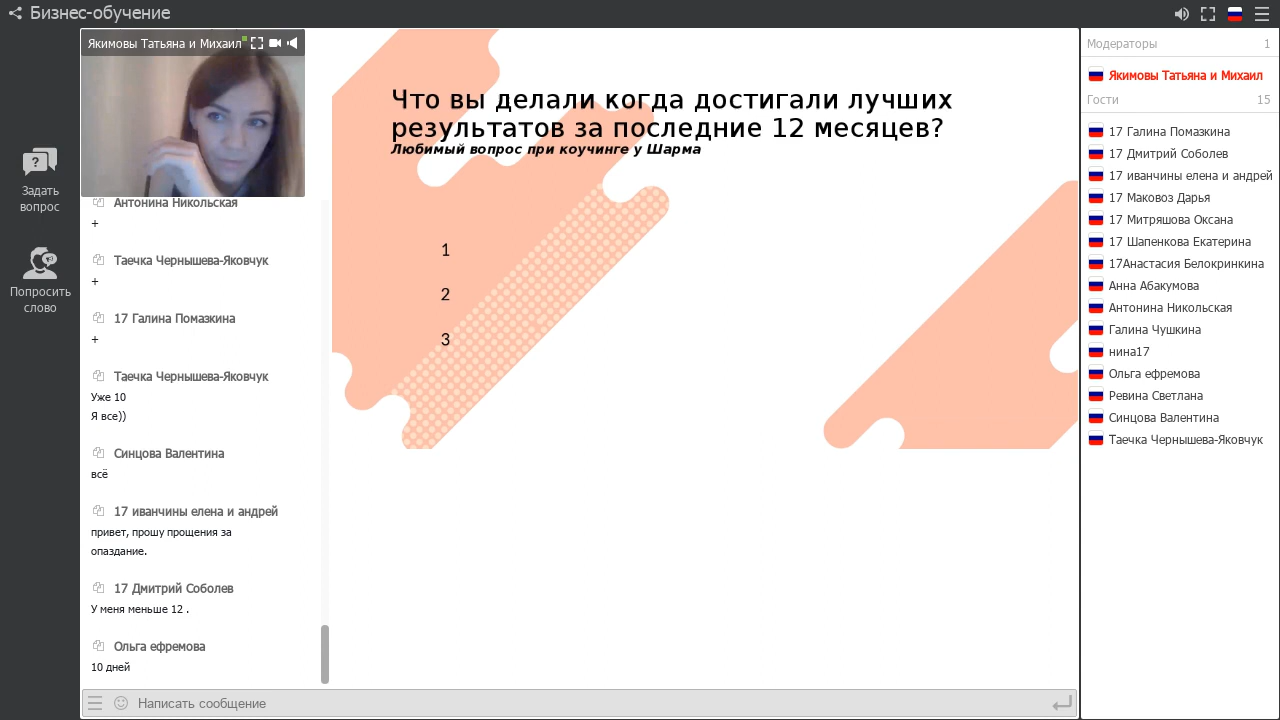 Бизнес-обучение
Задать
вопрос
Попросить
слово
Якимовы Татьяна и Михаил
Антонина Никольская
+
Таечка Чернышева-Яковчук
+
17 Галина Помазкина
+
Таечка Чернышева-Яковчук
Уже 10
Я все))
Синцова Валентина
всё
17 иванчины елена и андрей
привет, прошу прощения за
опаздание.
17 Дмитрий Соболев
У меня меньше 12 .
Ольга ефремова
10 дней
Написать сообщение
Что вы делали когда достигали лучших
результатов за последние 12 месяцев?
Любимый вопрос при коучинге у Шарма
1
2
3
Модераторы 1
Якимовы Татьяна и Михаил
Гости 15
17 Галина Помазкина
17 Дмитрий Соболев
17 иванчины елена и андрей
17 Маковоз Дарья
17 Митряшова Оксана
17 Шапенкова Екатерина
17Анастасия Белокринкина
Анна Абакумова
Антонина Никольская
Галина Чушкина
нина17
Ольга ефремова
Ревина Светлана
Синцова Валентина
Таечка Чернышева-Яковчук